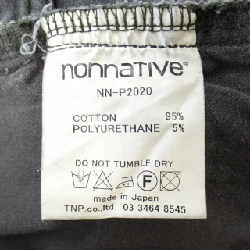 nonnative
NN-P2020
COTTON 95%
POLYURETHANE 5%
DO NOT TUMBLE DRY
made in Japan
TNP.co.,ltd 03 3464 8545